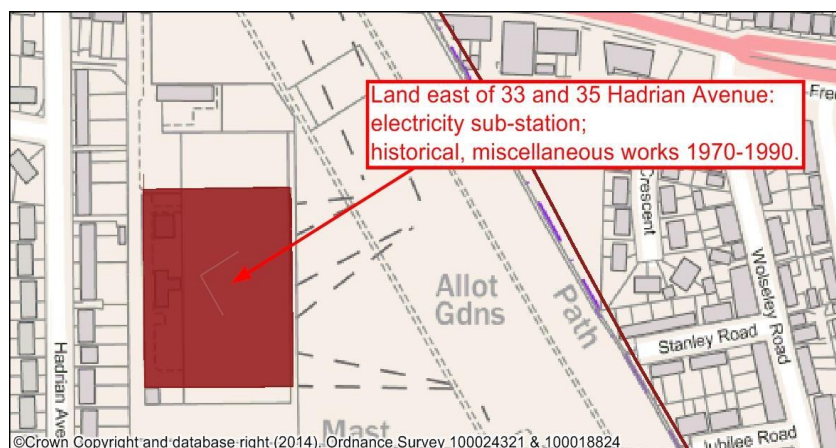 Land east of 33 and 35 Hadrian Avenue:
electricity sub-station;
historical, miscellaneous works 1970-1990.
Fre
Crescent
Wolseley Road
Allot
Gdns
Path
Stanley Road
Hadrian Ave
Mast
Jubilee Road
©Crown Copyright and database right (2014). Ordnance Survey 100024321 & 100018824